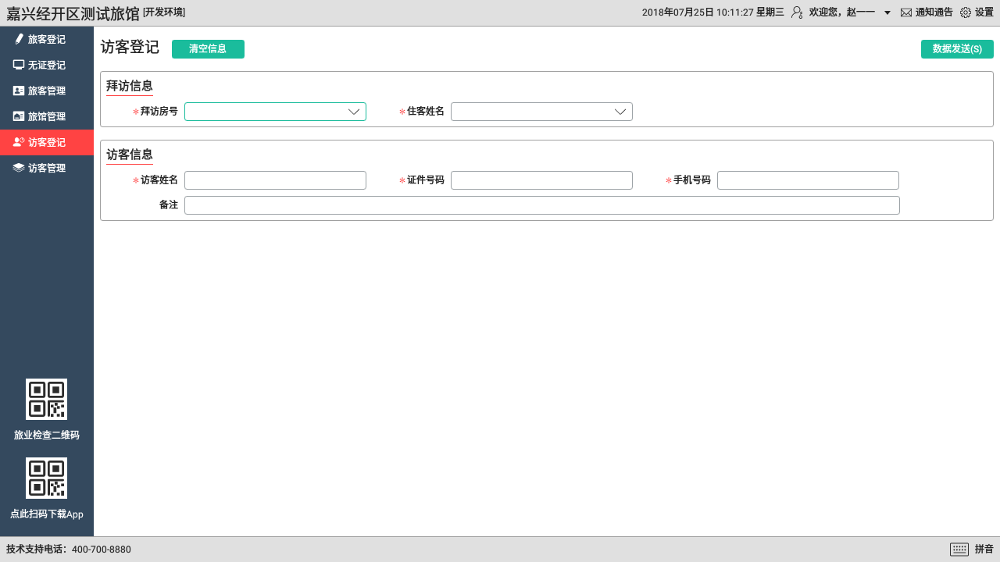 嘉兴经开区测试旅馆 [开发环境]
2018年07月25日 10:11:27 星期三 欢迎您，赵一一 通知通告 设置
旅客登记
无证登记
旅客管理
旅馆管理
访客登记
访客管理
旅业检查二维码
点此扫码下载App
访客登记 清空信息 数据发送(S)
拜访信息
*拜访房号 *住客姓名
访客信息
*访客姓名 *证件号码 *手机号码
备注
技术支持电话：400-700-8880 拼音